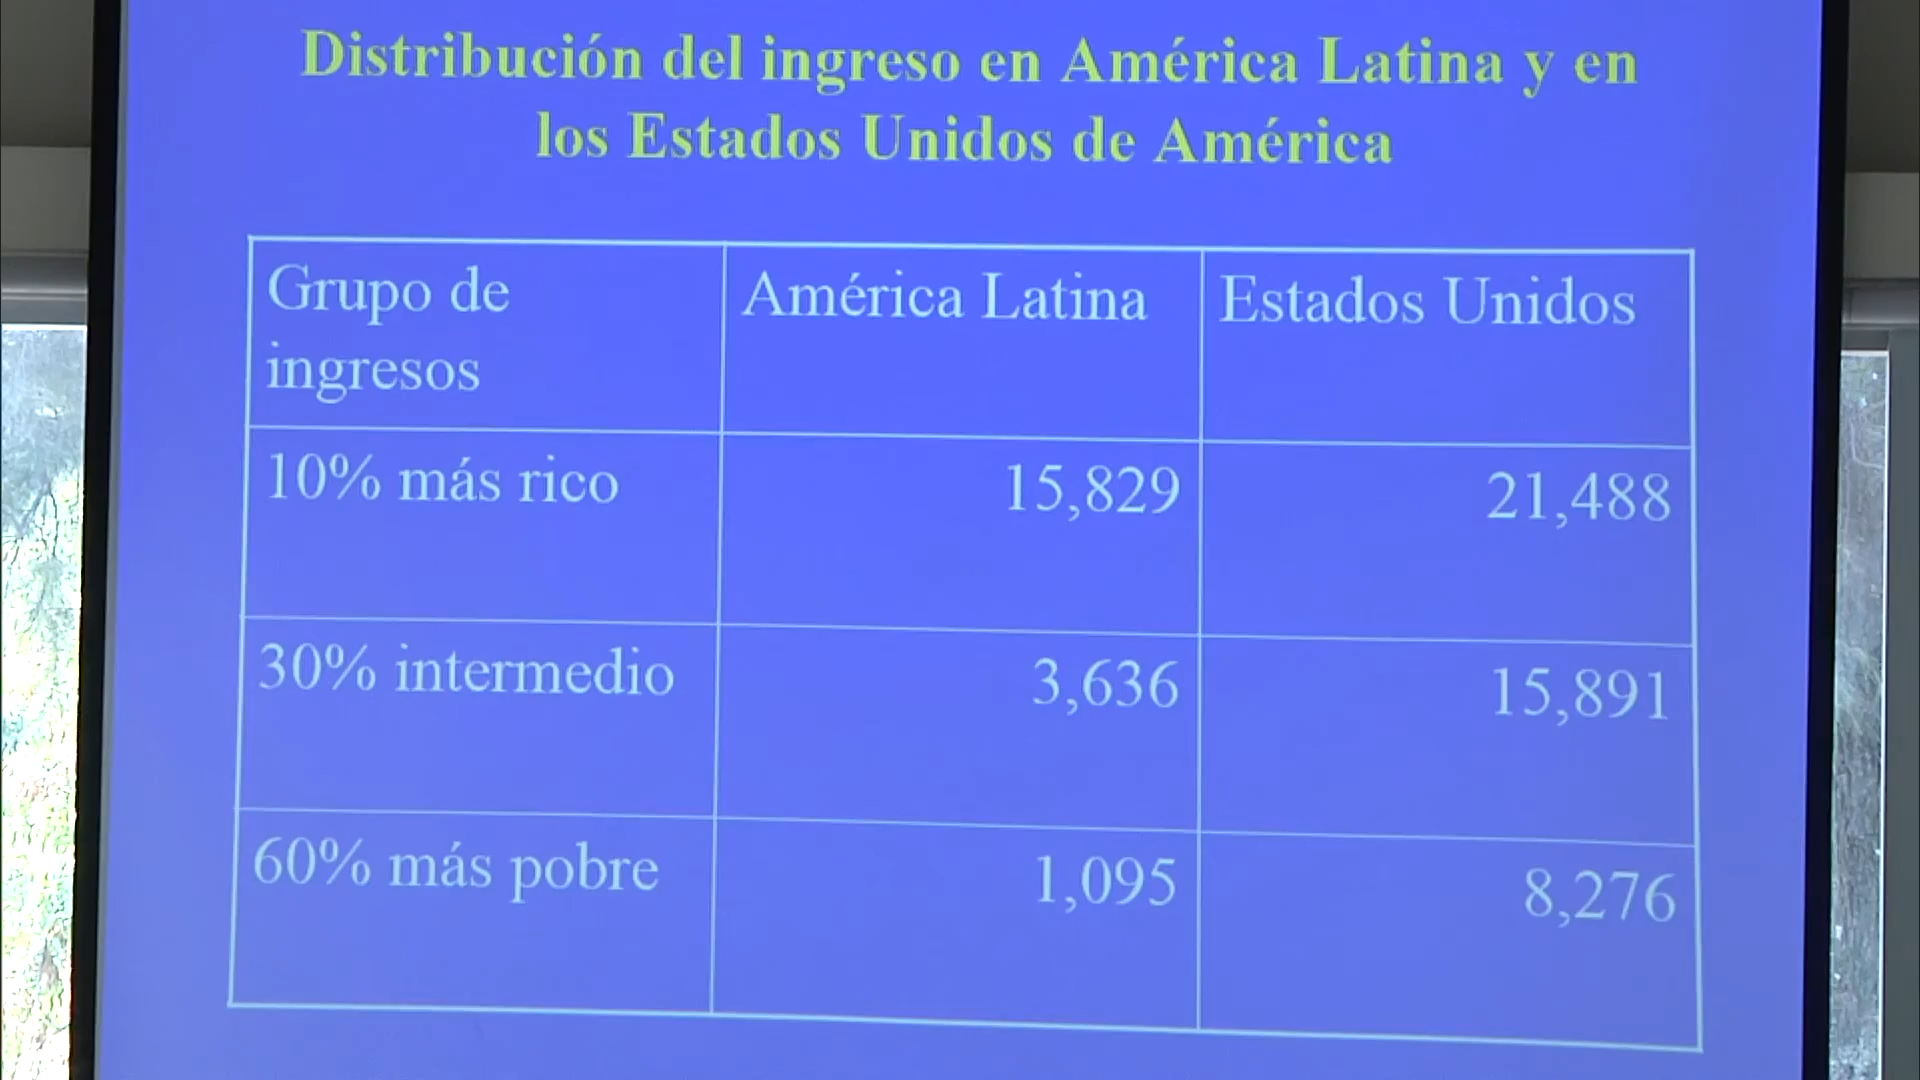 Distribución del ingreso en América Latina y en
los Estados Unidos de América
Grupo de
ingresos
América Latina
Estados Unidos
10% más rico
15,829
21,488
30% intermedio
3,636
15,891
60% más pobre
1,095
8,276